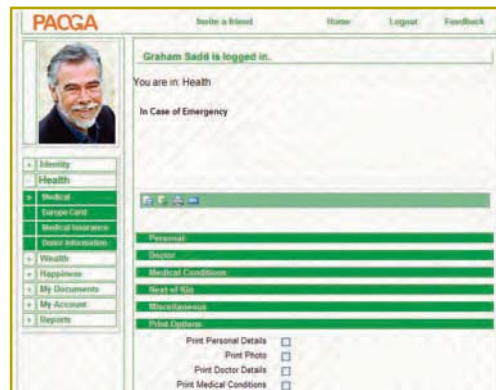 PAOGA
Invite a friend Home Logout Feedback
Graham Sadd is logged in.
You are in: Health
In Case of Emergency
Identity
Health
Medical
Europe Card
Medical Insurance
Donor Information
Wealth
Happiness
My Documents
My Account
Reports
Personal
Doctor
Medical Conditions
Next of Kin
Miscellaneous
Print Options
Print Personal Details
Print Photo
Print Doctor Details
Print Medical Conditions